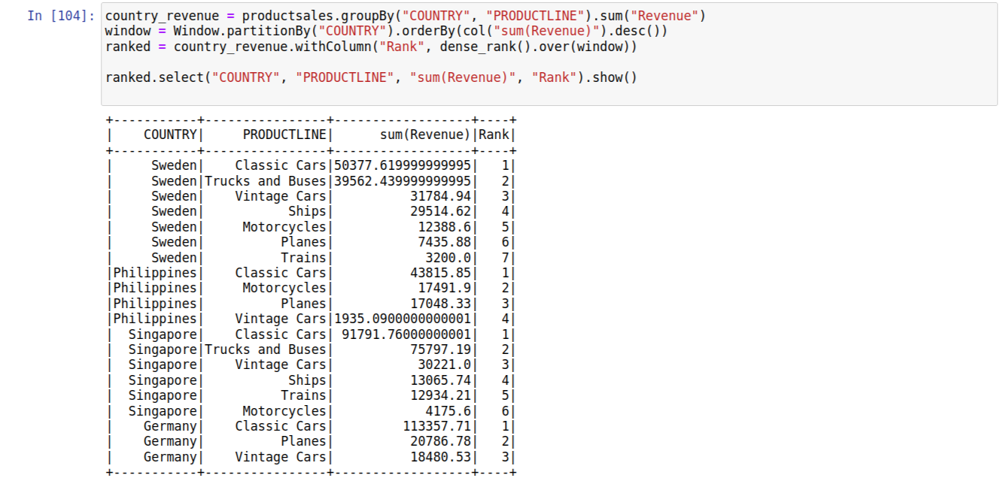 In [104]: country_revenue = productsales.groupBy("COUNTRY", "PRODUCTLINE").sum("Revenue")
window = Window.partitionBy("COUNTRY").orderBy(col("sum(Revenue)").desc())
ranked = country_revenue.withColumn("Rank", dense_rank().over(window))

ranked.select("COUNTRY", "PRODUCTLINE", "sum(Revenue)", "Rank").show()

+-----------+----------------+------------------+----+
|    COUNTRY|     PRODUCTLINE|      sum(Revenue)|Rank|
+-----------+----------------+------------------+----+
|     Sweden|    Classic Cars|50377.619999999995|   1|
|     Sweden|Trucks and Buses|39562.439999999995|   2|
|     Sweden|    Vintage Cars|          31784.94|   3|
|     Sweden|           Ships|          29514.62|   4|
|     Sweden|     Motorcycles|           12388.6|   5|
|     Sweden|          Planes|           7435.88|   6|
|     Sweden|          Trains|            3200.0|   7|
|Philippines|    Classic Cars|          43815.85|   1|
|Philippines|     Motorcycles|           17491.9|   2|
|Philippines|          Planes|          17048.33|   3|
|Philippines|    Vintage Cars|1935.0900000000001|   4|
|  Singapore|    Classic Cars| 91791.76000000001|   1|
|  Singapore|Trucks and Buses|          75797.19|   2|
|  Singapore|    Vintage Cars|           30221.0|   3|
|  Singapore|           Ships|          13065.74|   4|
|  Singapore|          Trains|          12934.21|   5|
|  Singapore|     Motorcycles|            4175.6|   6|
|    Germany|    Classic Cars|         113357.71|   1|
|    Germany|          Planes|          20786.78|   2|
|    Germany|    Vintage Cars|          18480.53|   3|
+-----------+----------------+------------------+----+